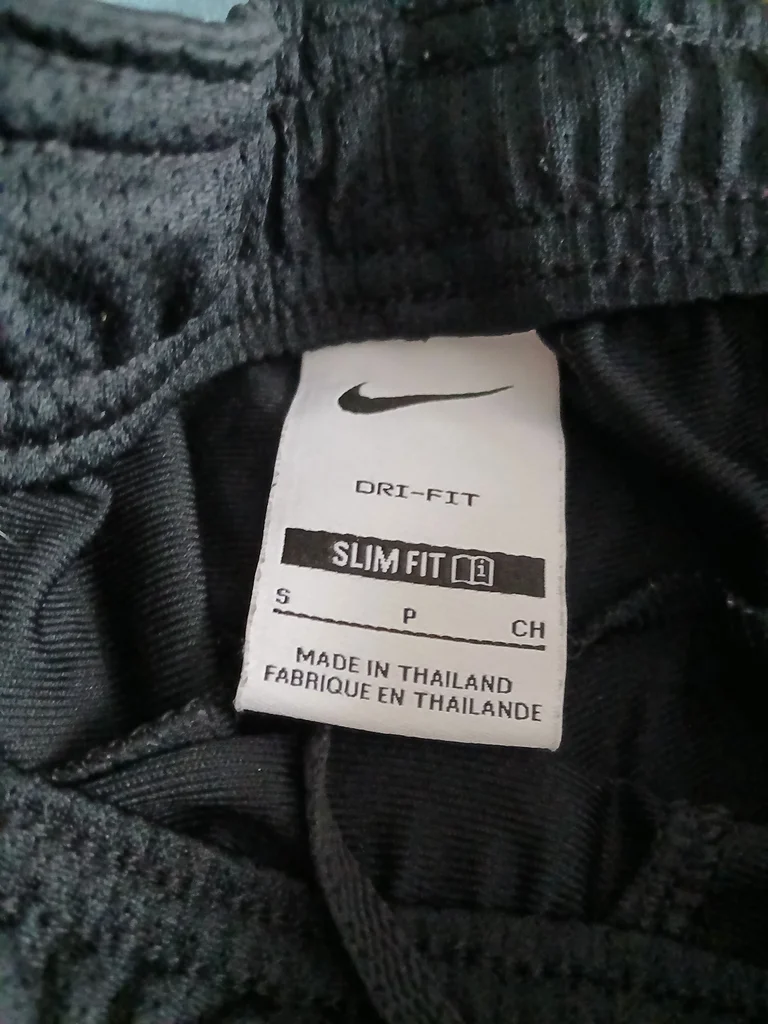 DRI-FIT
SLIM FIT
S P CH
MADE IN THAILAND
FABRIQUE EN THAILANDE